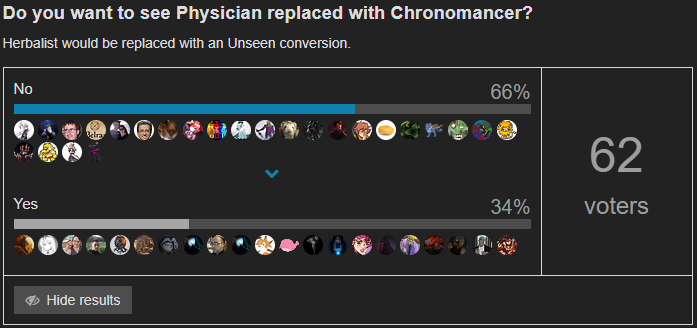 Do you want to see Physician replaced with Chronomancer?
Herbalist would be replaced with an Unseen conversion.
No
66%
Yes
34%
62
voters
Hide results